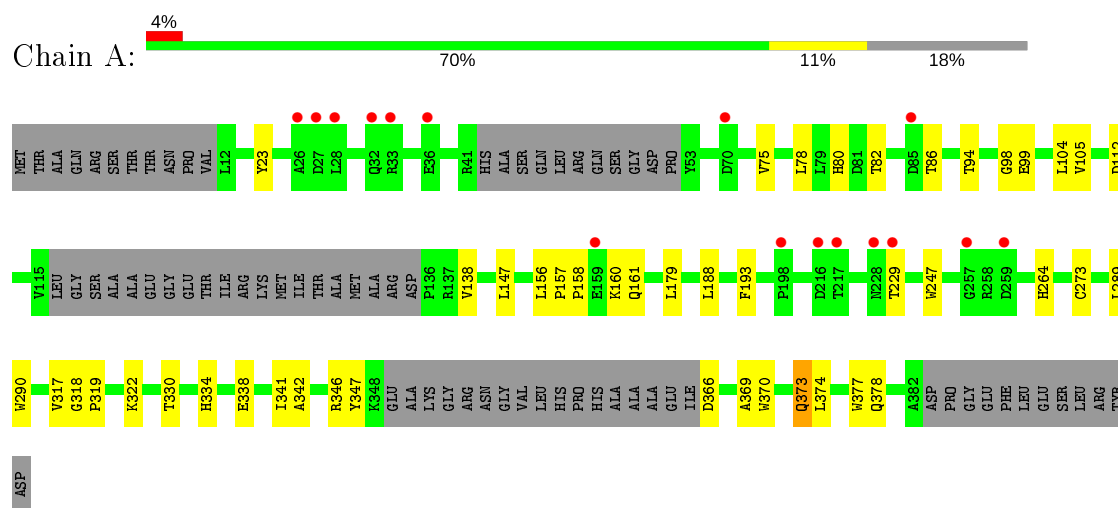 4%
Chain A:
70% 11% 18%
MET THR ALA GLN ARG SER THR THR ASN PRO VAL L12 Y23 A26 D27 L28 Q32 R33 E36 R41 HIS ALA SER GLN LEU ARG GLN SER GLY ASP PRO Y53 D70 V75 L78 L79 H80 D81 T82 D85 T86 T94 G98 E99 L104 V105 D112
V115 LEU GLY SER ALA ALA GLU GLY GLU THR ILE ARG LYS MET ILE THR ALA MET ALA ARG ASP P136 R137 V138 L147 L156 P157 P158 E159 K160 Q161 L179 L188 F193 P198 D216 T217 N228 T229 W247 G257 R258 D259 H264 C273 L280
W290 V317 G318 P319 K322 T330 H334 E338 I341 A342 R346 Y347 K348 GLU ALA LYS GLY ARG ASN GLY VAL LEU HIS PRO HIS ALA ALA ALA GLU ILE D366 A369 W370 Q373 L374 W377 Q378 A382 ASP PRO GLY GLU PHE LEU GLU SER LEU ARG TYR
ASP